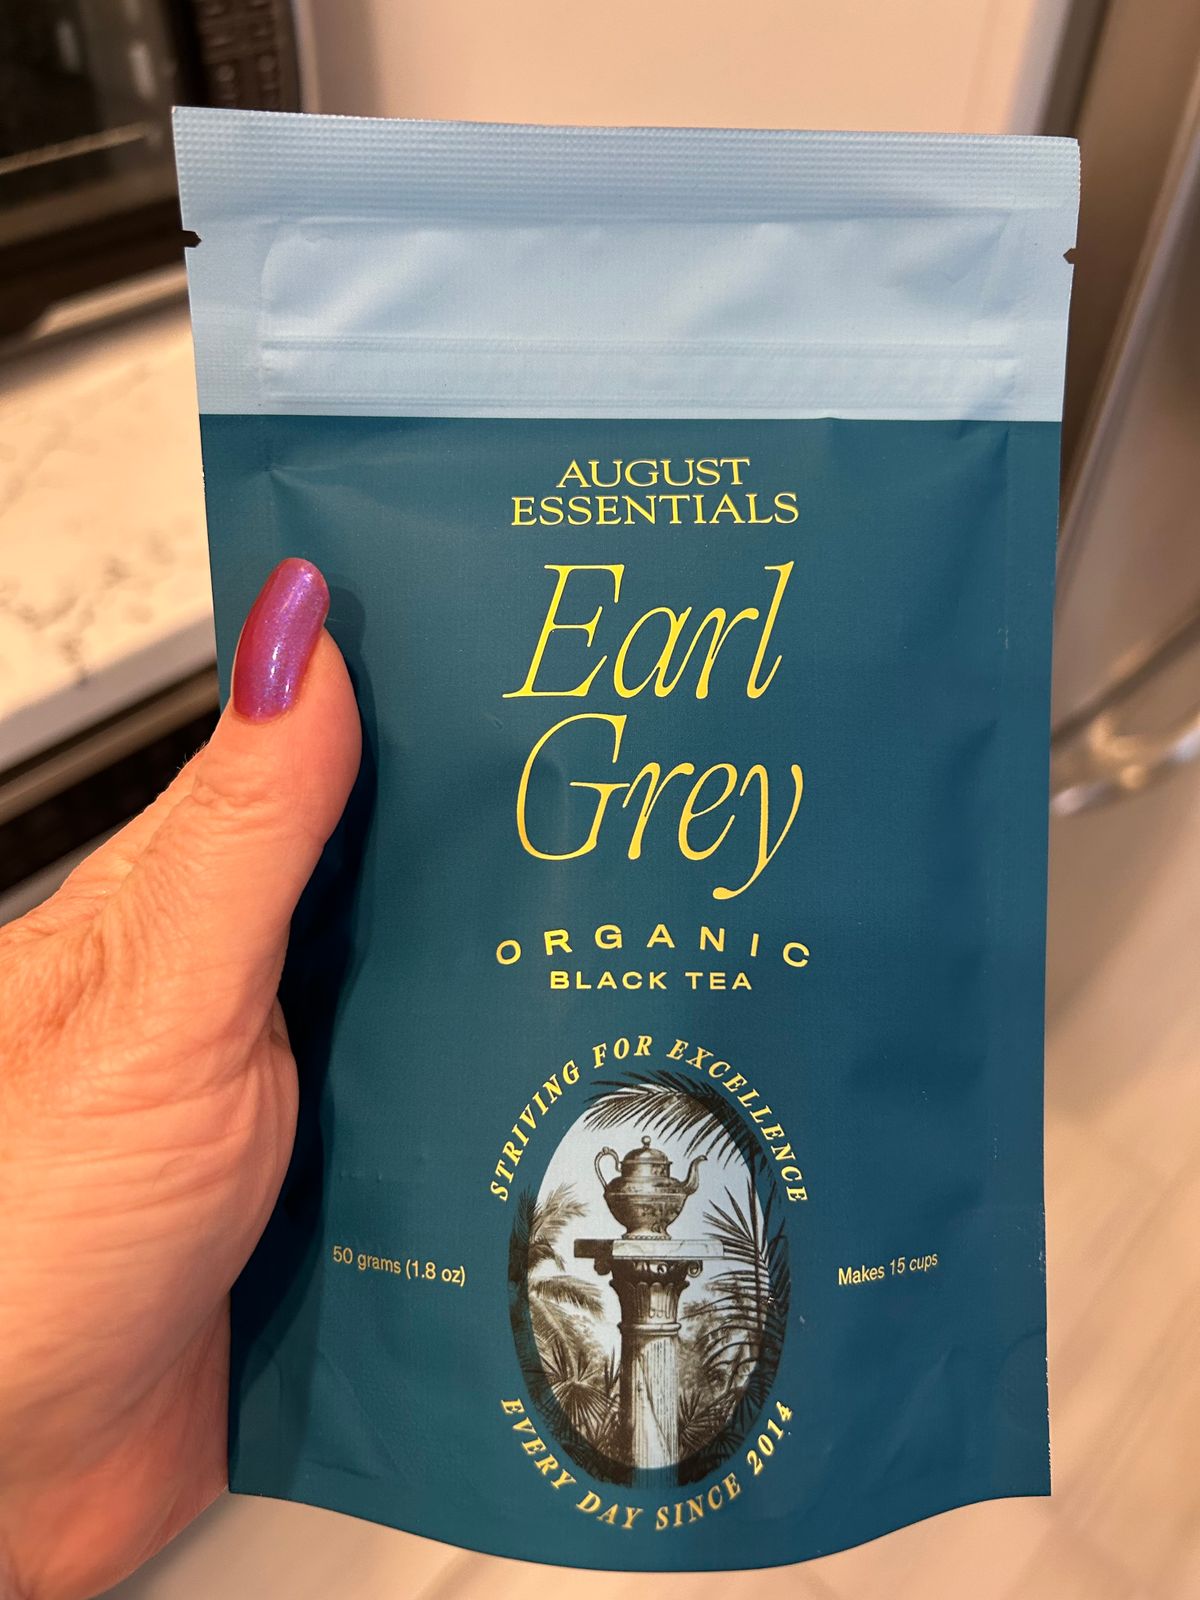 AUGUST
ESSENTIALS
Earl
Grey
ORGANIC
BLACK TEA
STRIVING FOR EXCELLENCE
50 grams (1.8 oz)
Makes 15 cups
EVERY DAY SINCE 2014